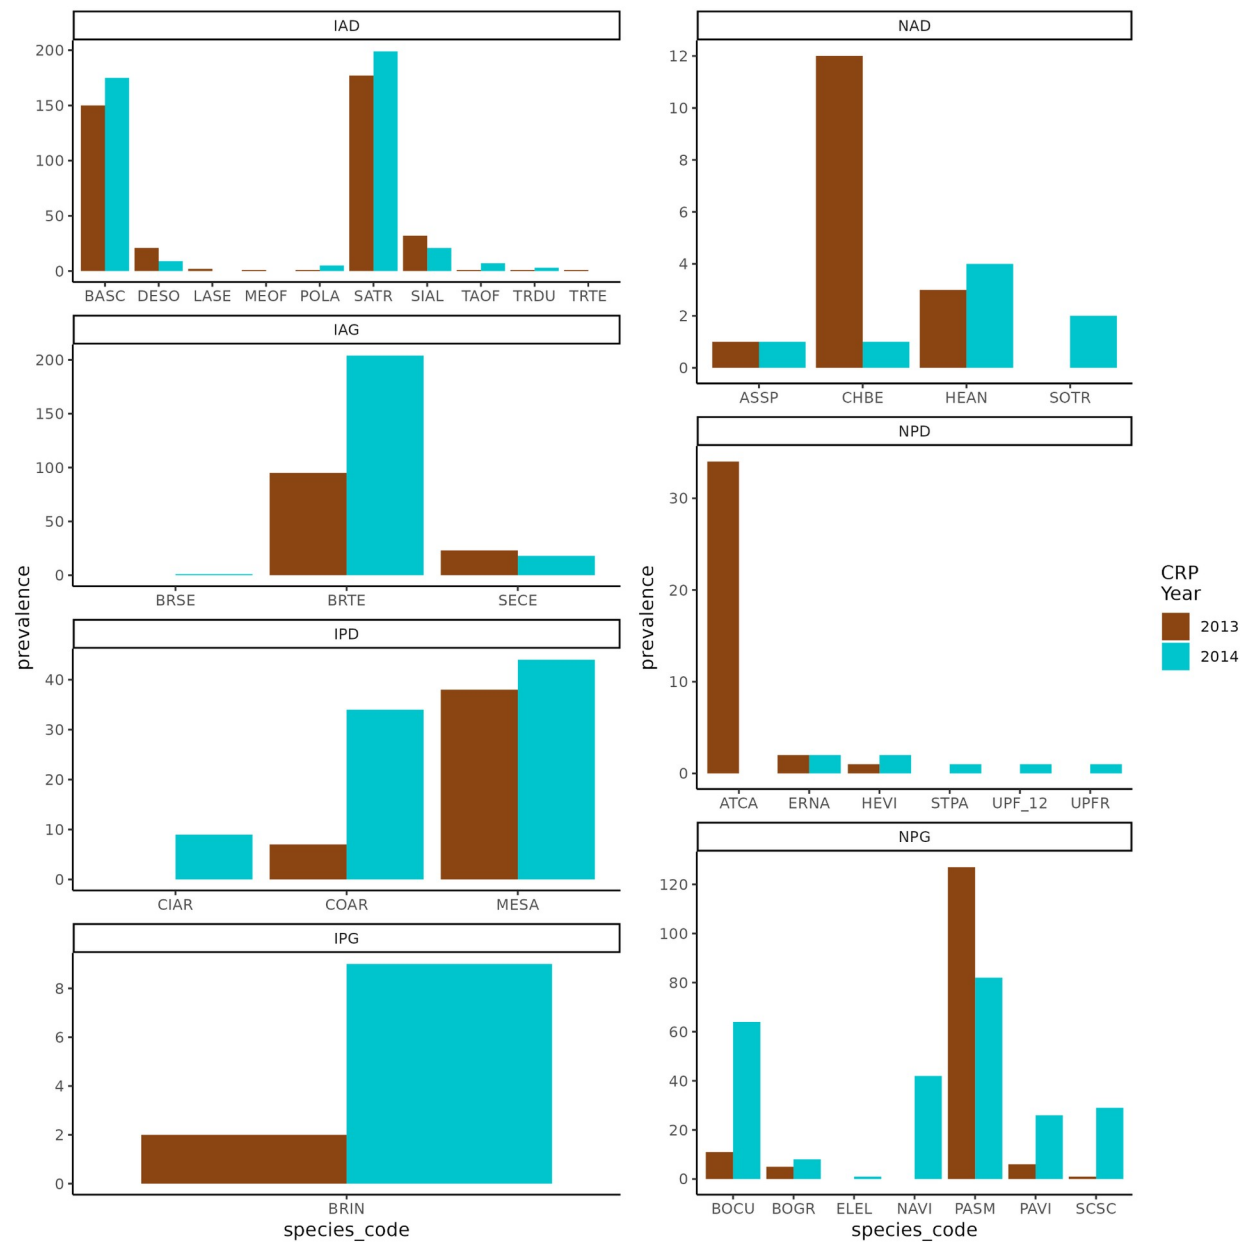 IAD
200
150
100
50
0
BASC DESO LASE MEOF POLA SATR SIAL TAOF TRDU TRTE
IAG
200
150
100
50
0
BRSE BRTE SECE
IPD
40
30
20
10
0
CIAR COAR MESA
IPG
8
6
4
2
0
BRIN
species_code
prevalence
NAD
12
10
8
6
4
2
0
ASSP CHBE HEAN SOTR
NPD
30
20
10
0
ATCA ERNA HEVI STPA UPF_12 UPFR
NPG
120
100
80
60
40
20
0
BOCU BOGR ELEL NAVI PASM PAVI SCSC
species_code
prevalence
CRP
Year
2013
2014